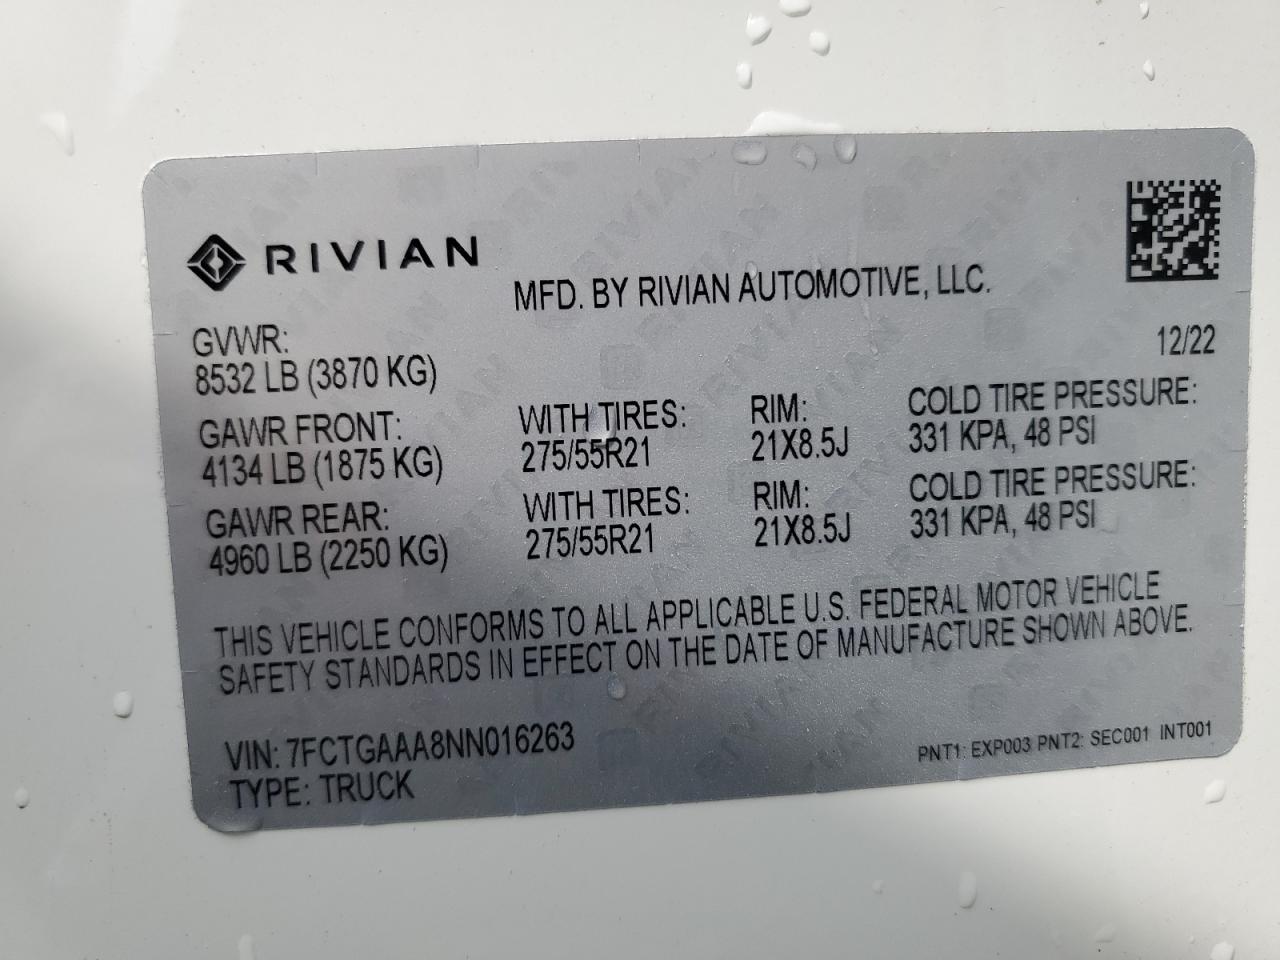 RIVIAN
MFD. BY RIVIAN AUTOMOTIVE, LLC.
12/22
GVWR:
8532 LB (3870 KG)
GAWR FRONT: WITH TIRES: RIM: COLD TIRE PRESSURE:
4134 LB (1875 KG) 275/55R21 21X8.5J 331 KPA, 48 PSI
GAWR REAR: WITH TIRES: RIM: COLD TIRE PRESSURE:
4960 LB (2250 KG) 275/55R21 21X8.5J 331 KPA, 48 PSI
THIS VEHICLE CONFORMS TO ALL APPLICABLE U.S. FEDERAL MOTOR VEHICLE
SAFETY STANDARDS IN EFFECT ON THE DATE OF MANUFACTURE SHOWN ABOVE.
VIN: 7FCTGAAA8NN016263
TYPE: TRUCK
PNT1: EXP003 PNT2: SEC001 INT001